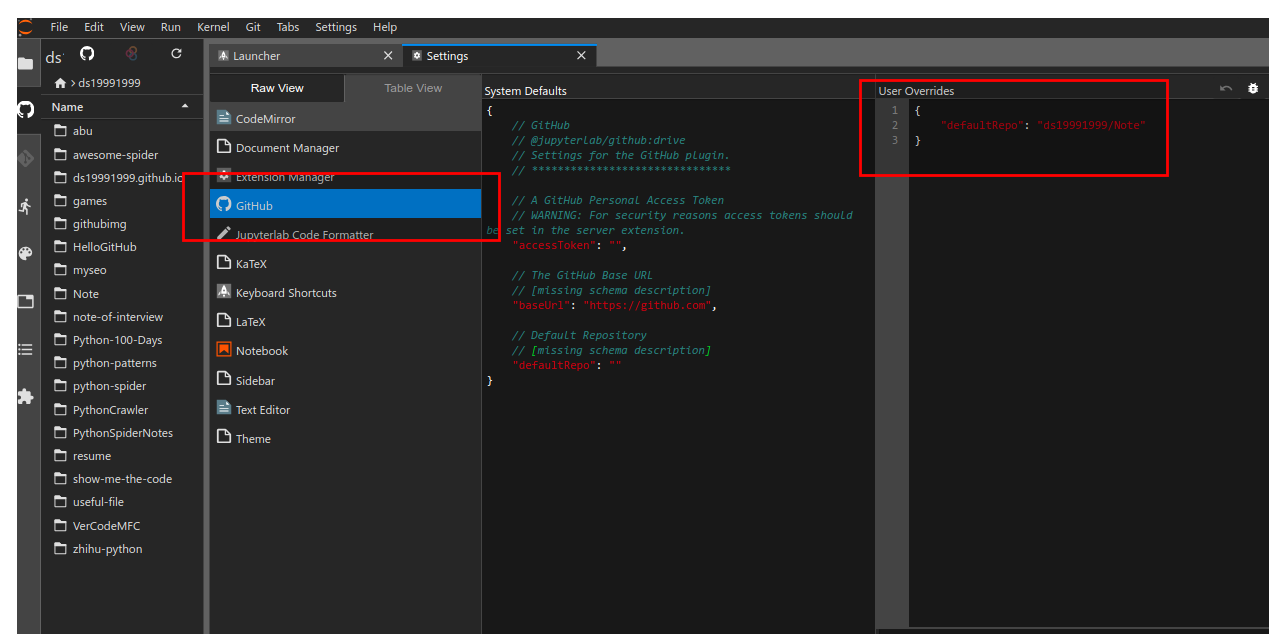 File Edit View Run Kernel Git Tabs Settings Help
ds
ds19991999
Name
abu
awesome-spider
ds19991999.github.io
games
githubimg
HelloGitHub
myseo
Note
note-of-interview
Python-100-Days
python-patterns
python-spider
PythonCrawler
PythonSpiderNotes
resume
show-me-the-code
useful-file
VerCodeMFC
zhihu-python
Launcher
Settings
Raw View Table View
CodeMirror
Document Manager
Extension Manager
GitHub
Jupyterlab Code Formatter
KaTeX
Keyboard Shortcuts
LaTeX
Notebook
Sidebar
Text Editor
Theme
System Defaults
{
// GitHub
// @jupyterlab/github:drive
// Settings for the GitHub plugin.
// *******************************
// A GitHub Personal Access Token
// WARNING: For security reasons access tokens should
be set in the server extension.
"accessToken": "",
// The GitHub Base URL
// [missing schema description]
"baseUrl": "https://github.com",
// Default Repository
// [missing schema description]
"defaultRepo": ""
}
User Overrides
1 {
2 "defaultRepo": "ds19991999/Note"
3 }